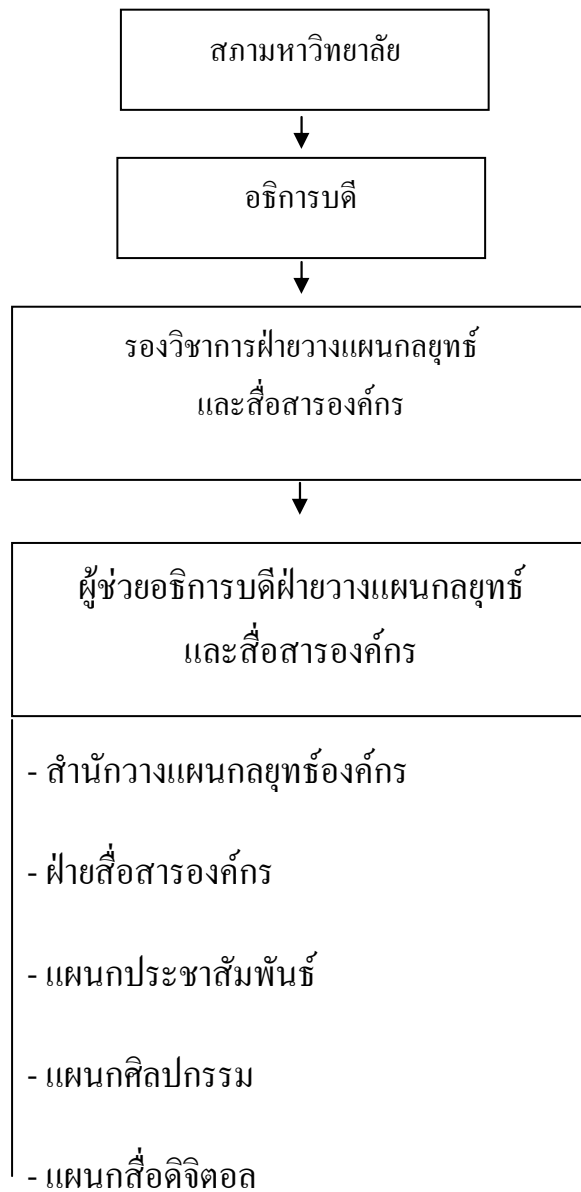 สภามหาวิทยาลัย
อธิการบดี
รองวิชาการฝ่ายวางแผนกลยุทธ์
และสื่อสารองค์กร
ผู้ช่วยอธิการบดีฝ่ายวางแผนกลยุทธ์
และสื่อสารองค์กร
- สำนักวางแผนกลยุทธ์องค์กร
- ฝ่ายสื่อสารองค์กร
- แผนกประชาสัมพันธ์
- แผนกศิลปกรรม
- แผนกสื่อดิจิตอล